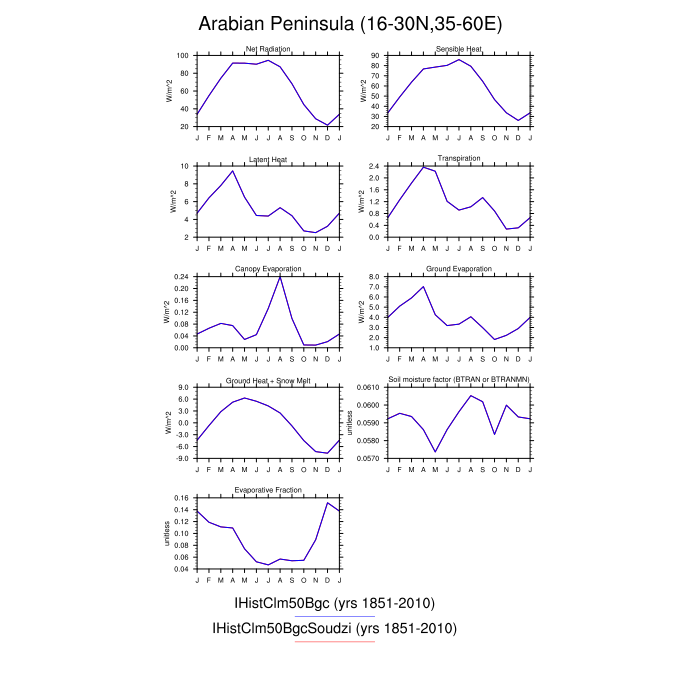 Arabian Peninsula (16-30N,35-60E)
Net Radiation
W/m^2
100
80
60
40
20
J F M A M J J A S O N D J
Sensible Heat
W/m^2
90
80
70
60
50
40
30
20
J F M A M J J A S O N D J
Latent Heat
W/m^2
10
8
6
4
2
J F M A M J J A S O N D J
Transpiration
W/m^2
2.4
2.0
1.6
1.2
0.8
0.4
0.0
J F M A M J J A S O N D J
Canopy Evaporation
W/m^2
0.24
0.20
0.16
0.12
0.08
0.04
0.00
J F M A M J J A S O N D J
Ground Evaporation
W/m^2
8.0
7.0
6.0
5.0
4.0
3.0
2.0
1.0
J F M A M J J A S O N D J
Ground Heat + Snow Melt
W/m^2
9.0
6.0
3.0
0.0
-3.0
-6.0
-9.0
J F M A M J J A S O N D J
Soil moisture factor (BTRAN or BTRANMN)
unitless
0.0610
0.0600
0.0590
0.0580
0.0570
J F M A M J J A S O N D J
Evaporative Fraction
unitless
0.16
0.14
0.12
0.10
0.08
0.06
0.04
J F M A M J J A S O N D J
IHistClm50Bgc (yrs 1851-2010)
IHistClm50BgcSoudzi (yrs 1851-2010)